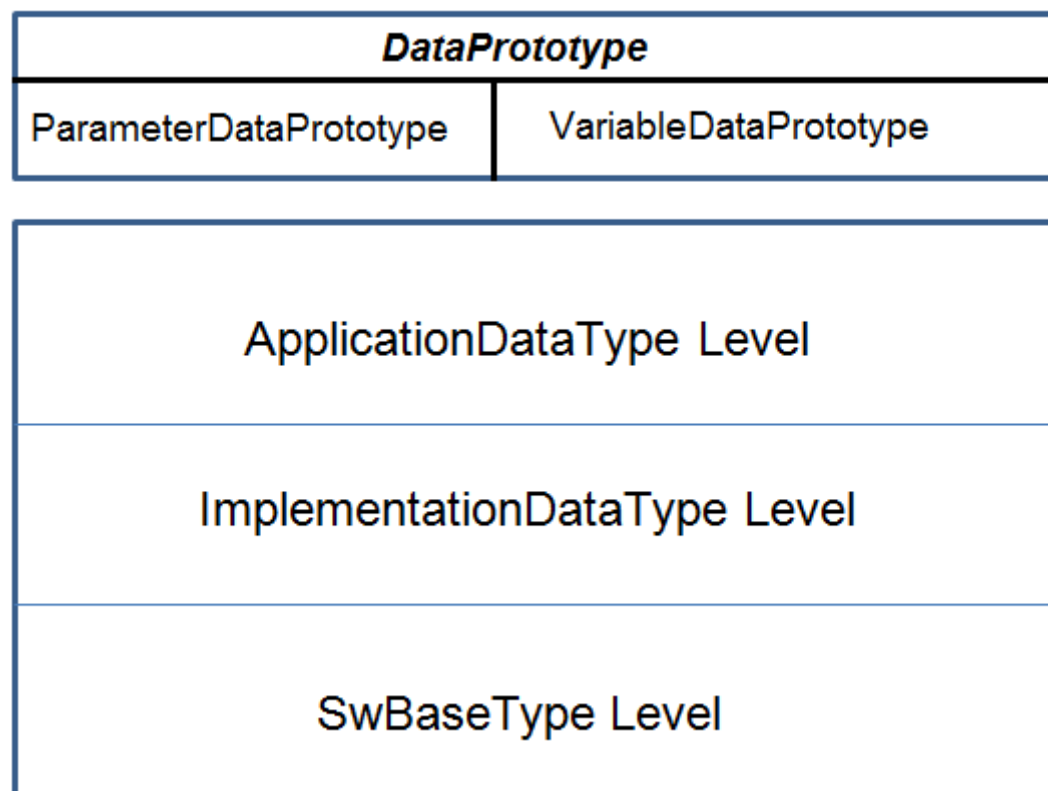 DataPrototype
ParameterDataPrototype
VariableDataPrototype
ApplicationDataType Level
ImplementationDataType Level
SwBaseType Level